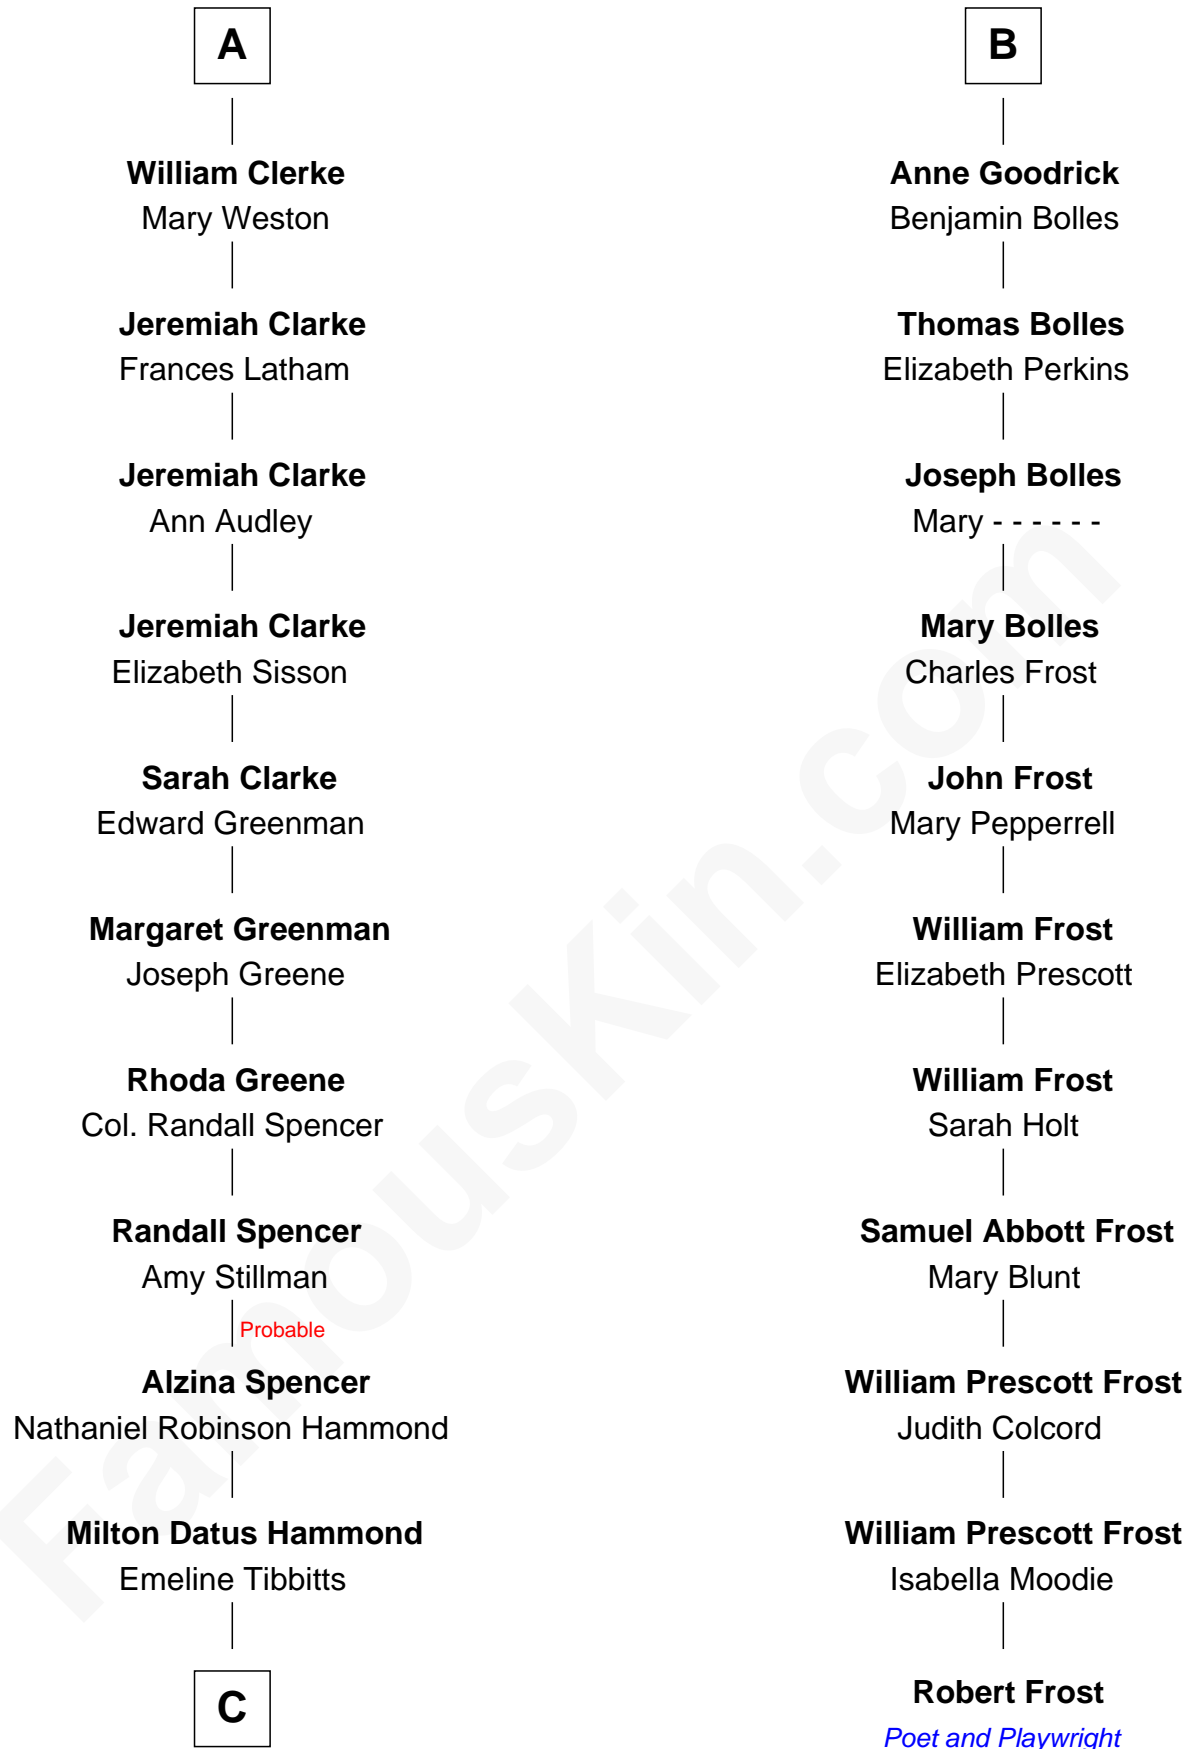 A
William Clerke
Mary Weston
Jeremiah Clarke
Frances Latham
Jeremiah Clarke
Ann Audley
Jeremiah Clarke
Elizabeth Sisson
Sarah Clarke
Edward Greenman
Margaret Greenman
Joseph Greene
Rhoda Greene
Col. Randall Spencer
Randall Spencer
Amy Stillman
Probable
Alzina Spencer
Nathaniel Robinson Hammond
Milton Datus Hammond
Emeline Tibbitts
C
B
Anne Goodrick
Benjamin Bolles
Thomas Bolles
Elizabeth Perkins
Joseph Bolles
Mary - - - - - -
Mary Bolles
Charles Frost
John Frost
Mary Pepperrell
William Frost
Elizabeth Prescott
William Frost
Sarah Holt
Samuel Abbott Frost
Mary Blunt
William Prescott Frost
Judith Colcord
William Prescott Frost
Isabella Moodie
Robert Frost
Poet and Playwright
FamousKin.com